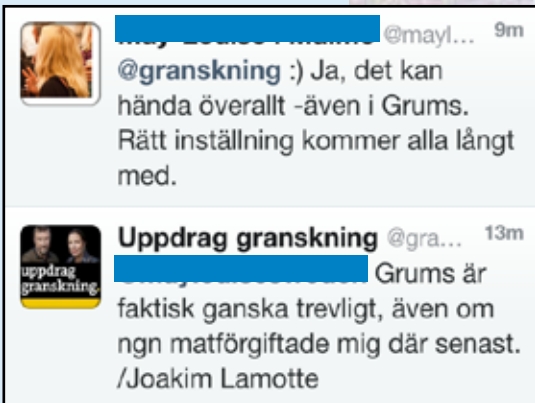 @mayl... 9m
@granskning :) Ja, det kan
hända överallt -även i Grums.
Rätt inställning kommer alla långt
med.
uppdrag
granskning
Uppdrag granskning @gra... 13m
Grums är
faktisk ganska trevligt, även om
ngn matförgiftade mig där senast.
/Joakim Lamotte